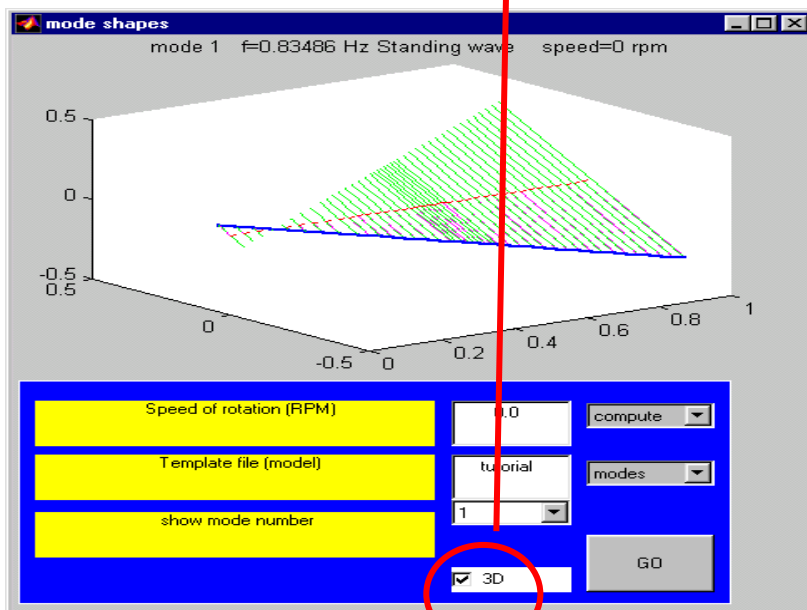 mode shapes
mode 1 f=0.83486 Hz Standing wave speed=0 rpm
0.5
0
-0.5
0.5
0
-0.5
0
0.2
0.4
0.6
0.8
1
Speed of rotation (RPM)
0.0
compute
Template file (model)
tutorial
modes
show mode number
1
3D
GO